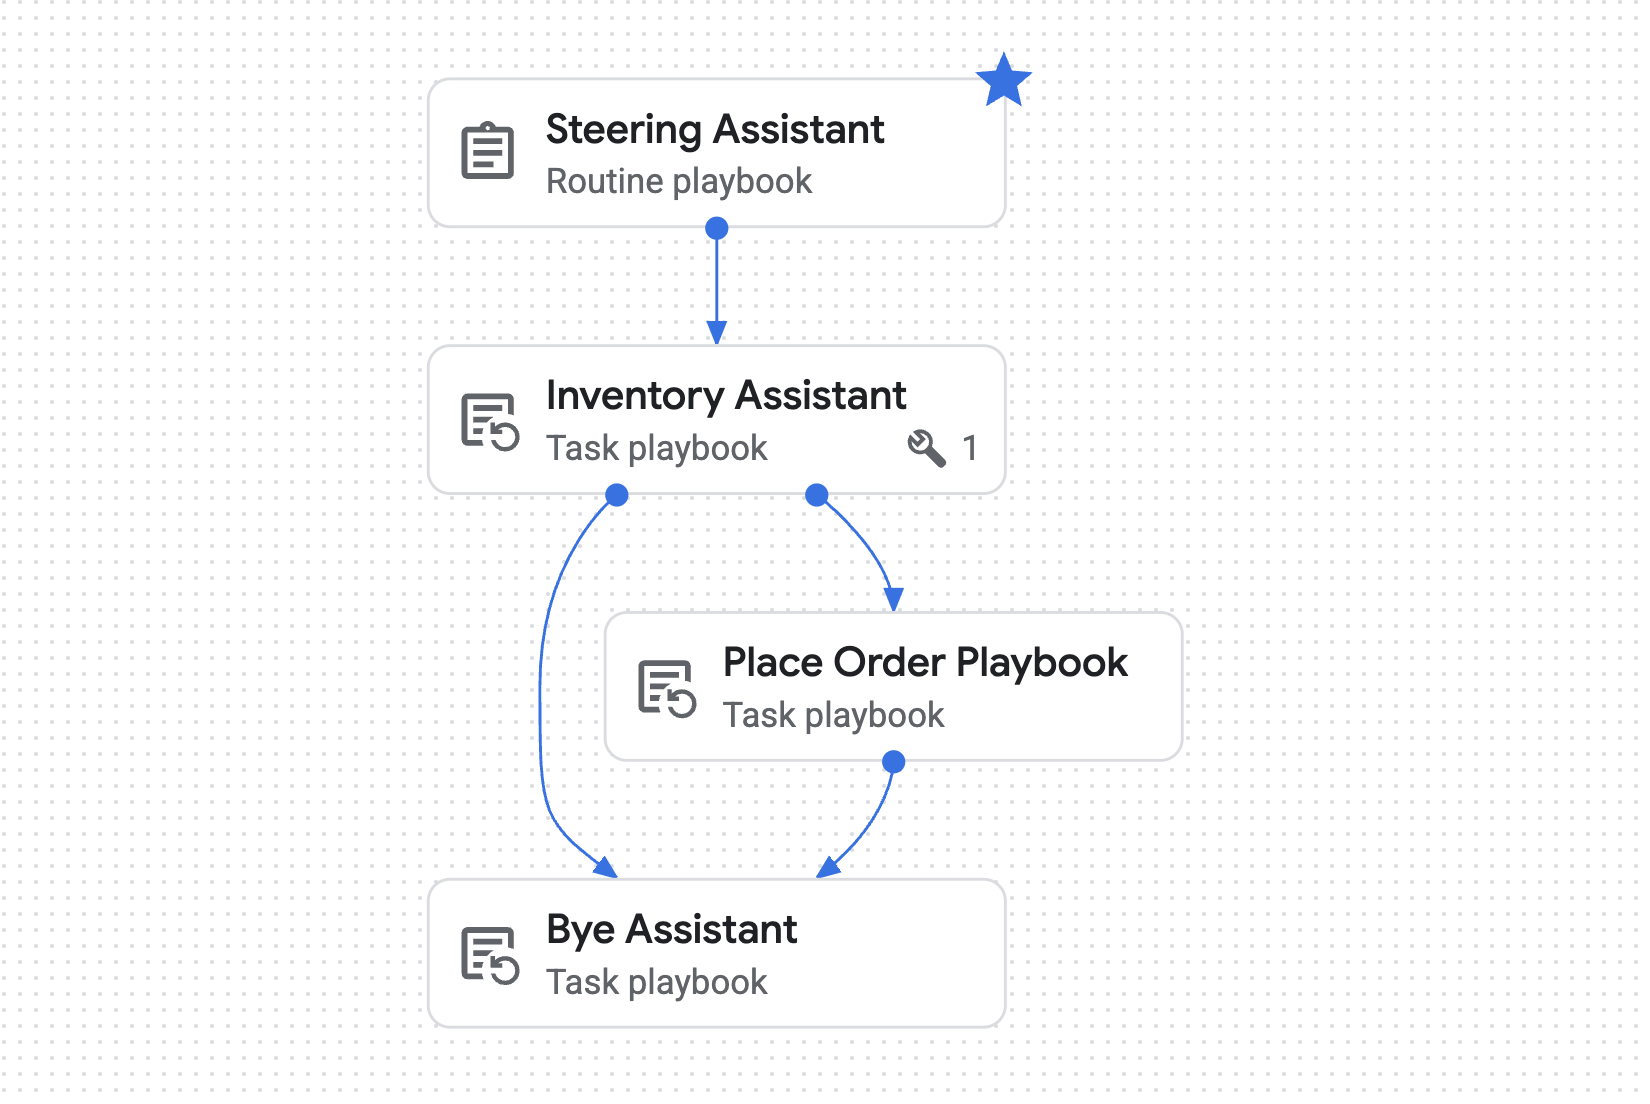 Steering Assistant
Routine playbook
Inventory Assistant
Task playbook
1
Place Order Playbook
Task playbook
Bye Assistant
Task playbook